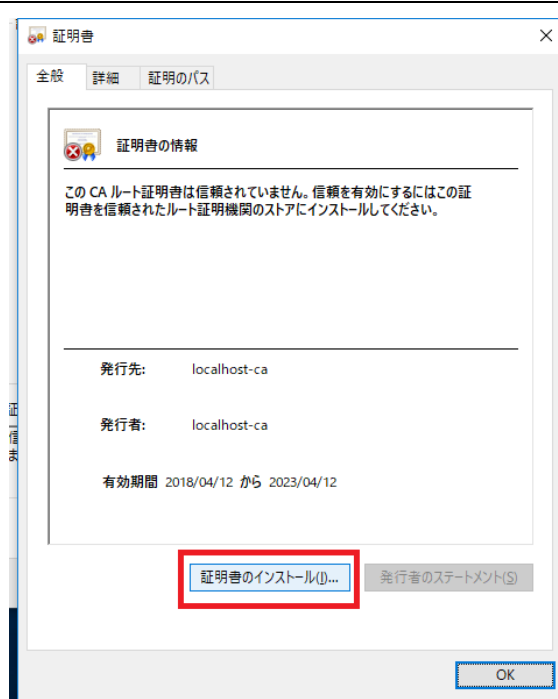 証明書
全般 詳細 証明のパス
証明書の情報
この CA ルート証明書は信頼されていません。信頼を有効にするにはこの証
明書を信頼されたルート証明機関のストアにインストールしてください。
発行先: localhost-ca
発行者: localhost-ca
有効期間 2018/04/12 から 2023/04/12
証明書のインストール(I)... 発行者のステートメント(S)
OK